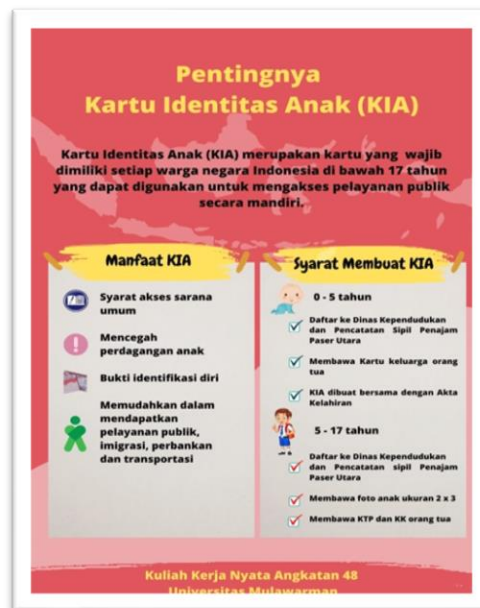 Pentingnya
Kartu Identitas Anak (KIA)
Kartu Identitas Anak (KIA) merupakan kartu yang wajib
dimiliki setiap warga negara Indonesia di bawah 17 tahun
yang dapat digunakan untuk mengakses pelayanan publik
secara mandiri.
Manfaat KIA
Syarat akses sarana
umum
Mencegah
perdagangan anak
Bukti identifikasi diri
Memudahkan dalam
mendapatkan
pelayanan publik,
imigrasi, perbankan
dan transportasi
Syarat Membuat KIA
0 - 5 tahun
Daftar ke Dinas Kependudukan
dan Pencatatan Sipil Penajam
Paser Utara
Membawa Kartu keluarga orang
tua
KIA dibuat bersama dengan Akta
Kelahiran
5 - 17 tahun
Daftar ke Dinas Kependudukan
dan Pencatatan sipil Penajam
Paser Utara
Membawa foto anak ukuran 2 x 3
Membawa KTP dan KK orang tua
Kuliah Kerja Nyata Angkatan 48
Universitas Mulawarman